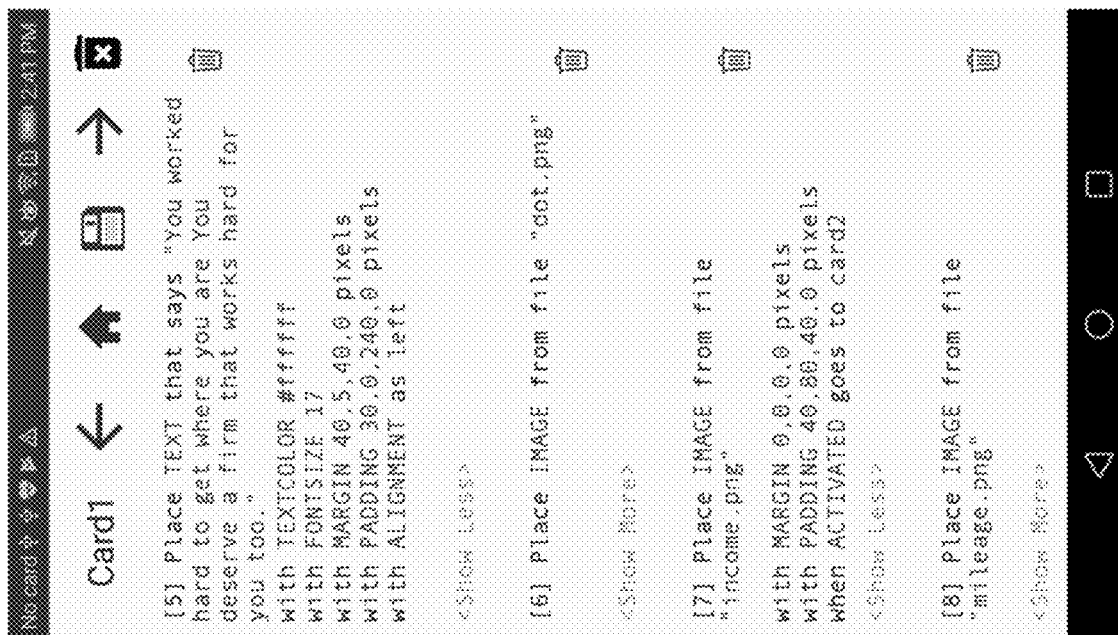 No card
2:41 PM
Card1
[5] Place TEXT that says "You worked
hard to get where you are You
deserve a firm that works hard for
you too."
with TEXTCOLOR #ffffff
with FONTSIZE 17
with MARGIN 40,5,40,0 pixels
with PADDING 30,0,240,0 pixels
with ALIGNMENT as left
<Show Less>
[6] Place IMAGE from file "dot.png"
<Show More>
[7] Place IMAGE from file
"income.png"
with MARGIN 0,0,0,0 pixels
with PADDING 40,80,40,0 pixels
when ACTIVATED goes to card2
<Show Less>
[8] Place IMAGE from file
"mileage.png"
<Show More>